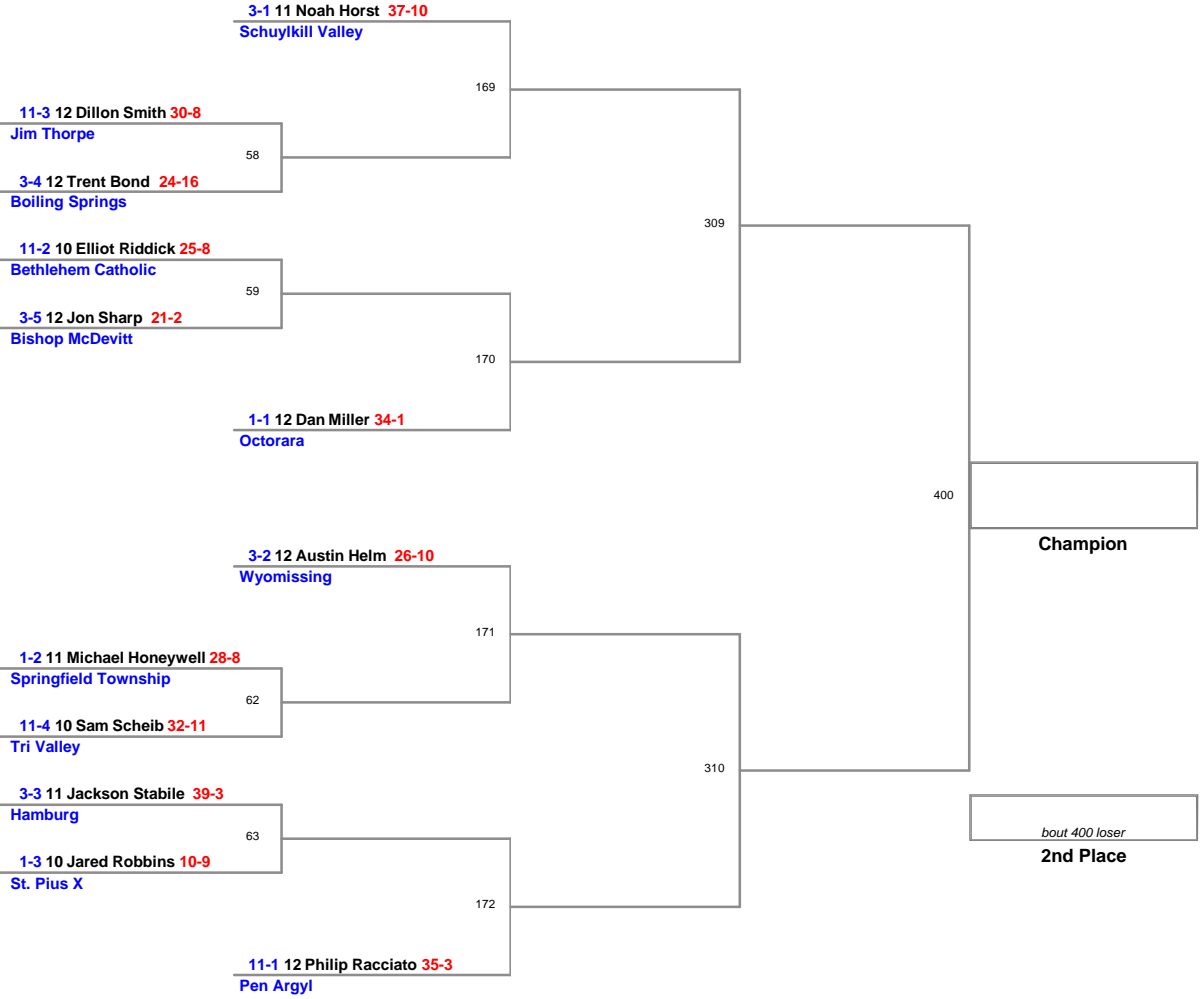 3-1 11 Noah Horst 37-10
Schuylkill Valley
169
11-3 12 Dillon Smith 30-8
Jim Thorpe
58
3-4 12 Trent Bond 24-16
Boiling Springs
309
11-2 10 Elliot Riddick 25-8
Bethlehem Catholic
59
3-5 12 Jon Sharp 21-2
Bishop McDevitt
170
1-1 12 Dan Miller 34-1
Octorara
400
Champion
3-2 12 Austin Helm 26-10
Wyomissing
171
1-2 11 Michael Honeywell 28-8
Springfield Township
62
11-4 10 Sam Scheib 32-11
Tri Valley
310
3-3 11 Jackson Stabile 39-3
Hamburg
63
bout 400 loser
2nd Place
1-3 10 Jared Robbins 10-9
St. Pius X
172
11-1 12 Philip Racciato 35-3
Pen Argyl